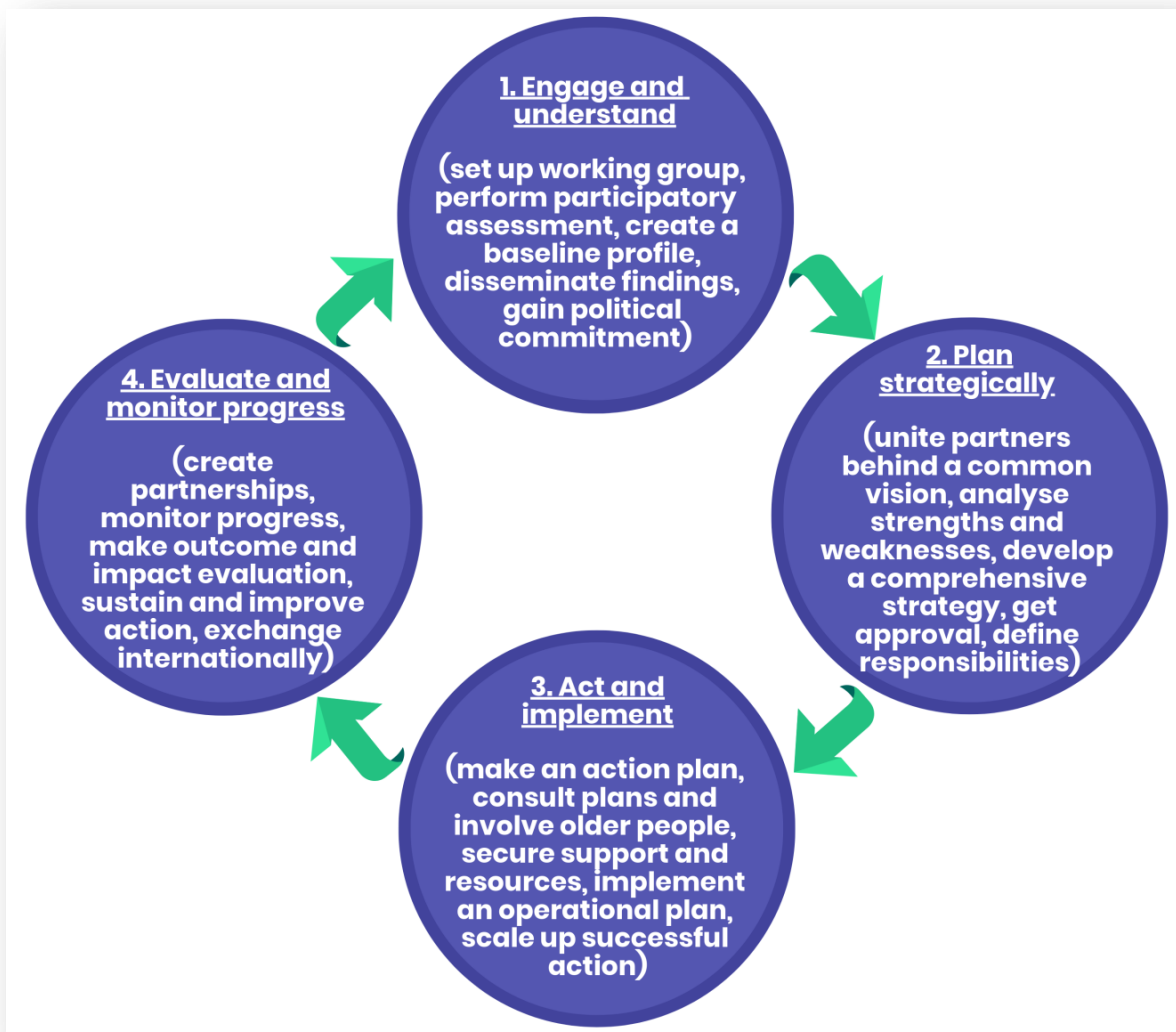 1. Engage and
understand
(set up working group,
perform participatory
assessment, create a
baseline profile,
disseminate findings,
gain political
commitment)
2. Plan
strategically
(unite partners
behind a common
vision, analyse
strengths and
weaknesses, develop
a comprehensive
strategy, get
approval, define
responsibilities)
3. Act and
implement
(make an action plan,
consult plans and
involve older people,
secure support and
resources, implement
an operational plan,
scale up successful
action)
4. Evaluate and
monitor progress
(create
partnerships,
monitor progress,
make outcome and
impact evaluation,
sustain and improve
action, exchange
internationally)